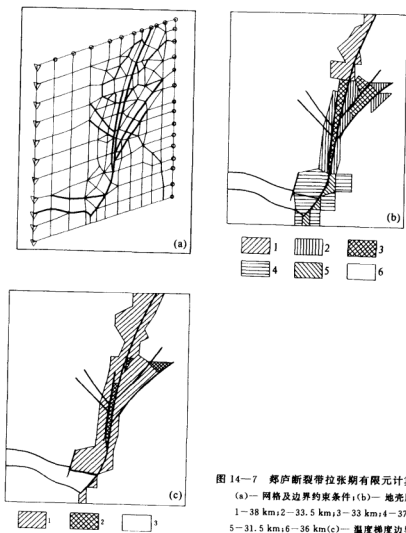 (a)
(b)
1
2
3
4
5
6
(c)
1
2
3
图 14—7 郯庐断裂带拉张期有限元计
(a)— 网格及边界约束条件;(b)— 地壳
1—38 km;2—33.5 km;3—33 km;4—37
5—31.5 km;6—36 km(c)— 温度梯度边